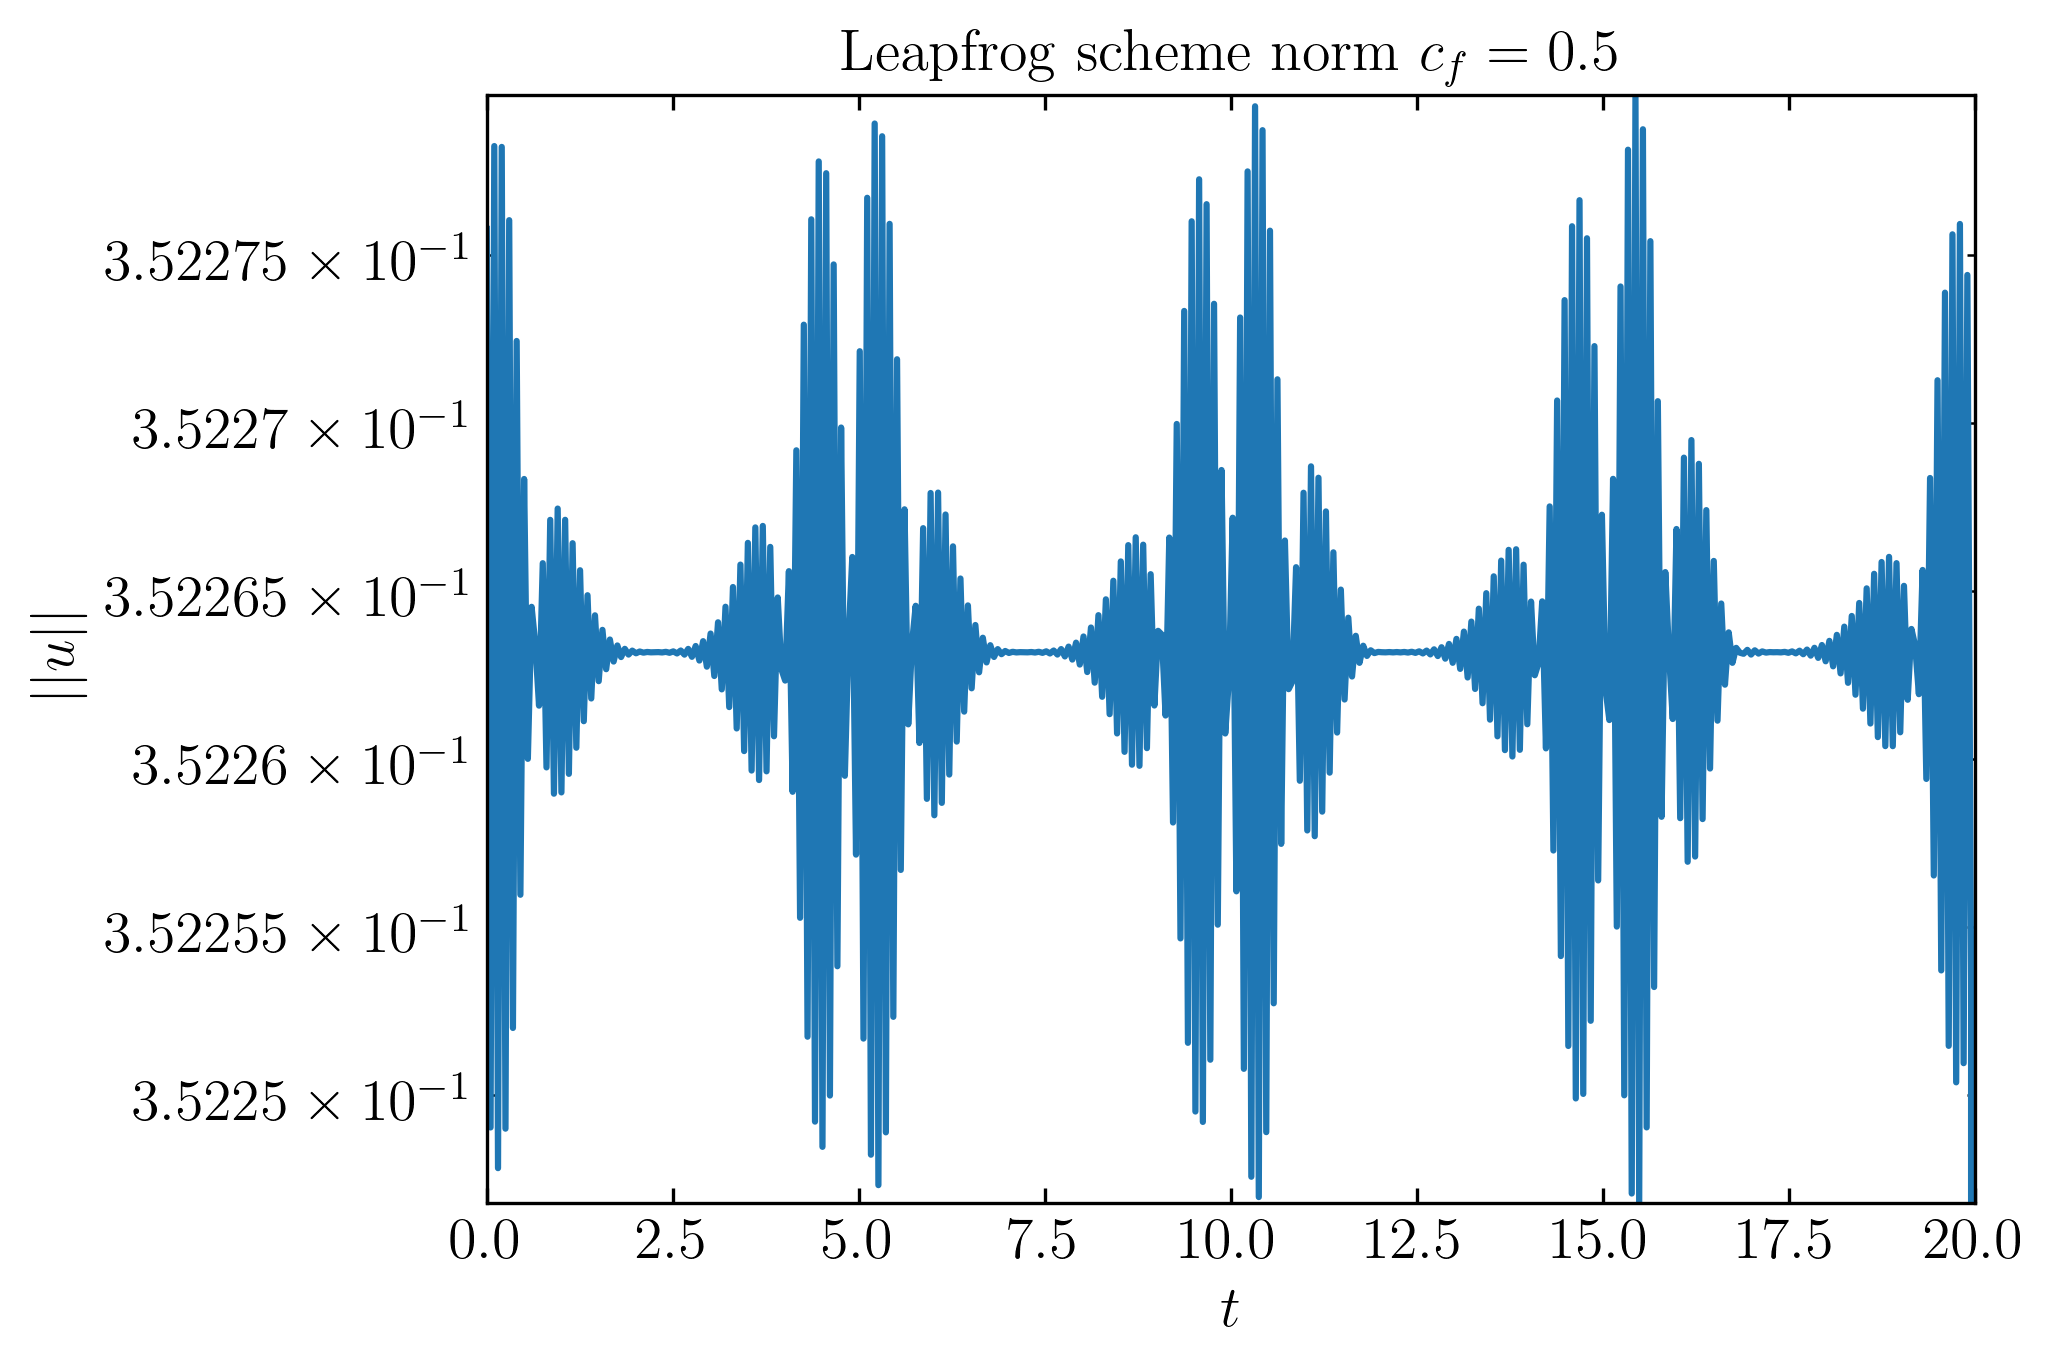 Leapfrog scheme norm $c_f = 0.5$
$3.52275 \times 10^{-1}$
$3.5227 \times 10^{-1}$
$3.52265 \times 10^{-1}$
$3.5226 \times 10^{-1}$
$3.52255 \times 10^{-1}$
$3.5225 \times 10^{-1}$
$||u||$
0.0 2.5 5.0 7.5 10.0 12.5 15.0 17.5 20.0
$t$